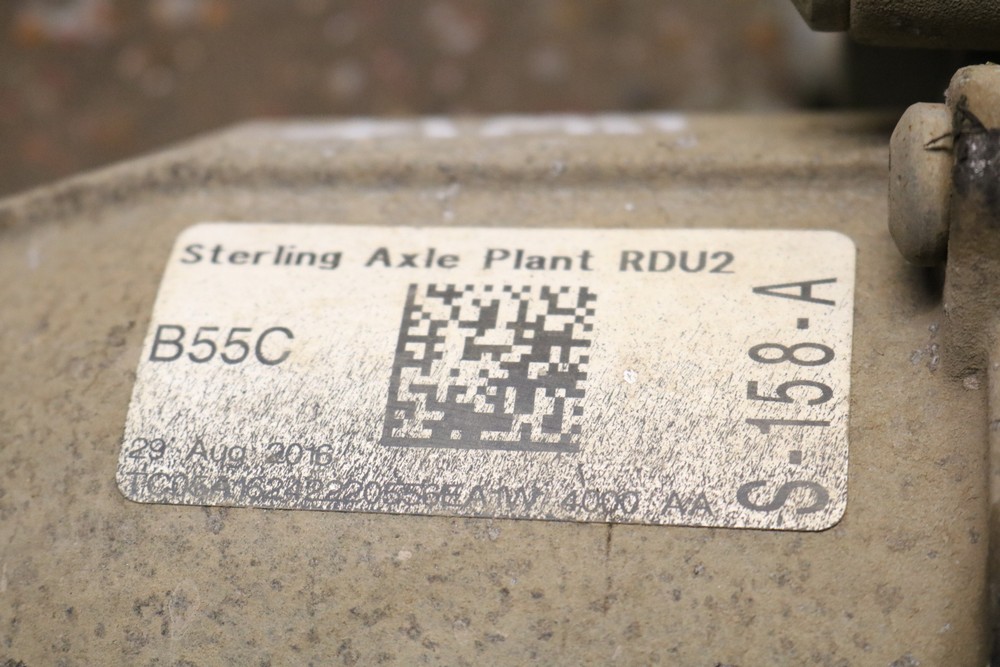 Sterling Axle Plant RDU2
B55C
S-158-A
29 Aug 2016
4000 AA